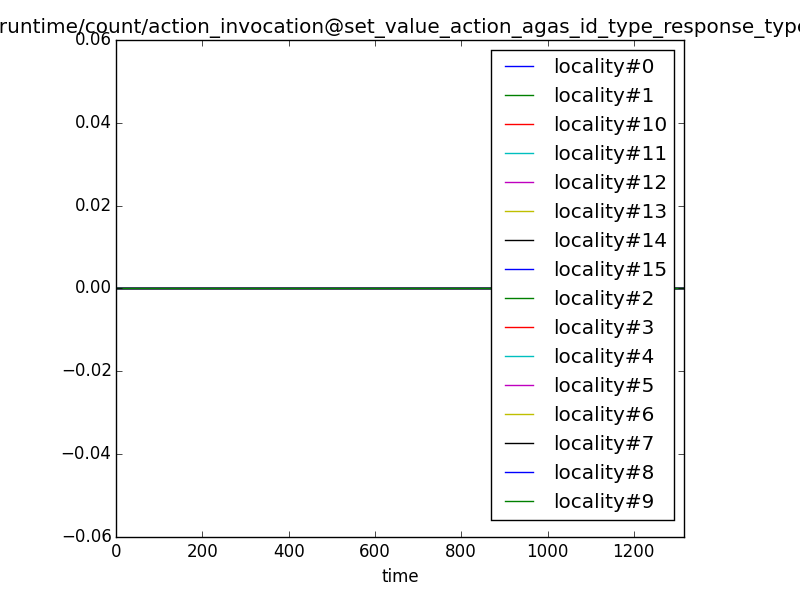 runtime/count/action_invocation@set_value_action_agas_id_type_response_type
0.06
0.04
0.02
0.00
−0.02
−0.04
−0.06
0 200 400 600 800 1000 1200
time
locality#0
locality#1
locality#10
locality#11
locality#12
locality#13
locality#14
locality#15
locality#2
locality#3
locality#4
locality#5
locality#6
locality#7
locality#8
locality#9